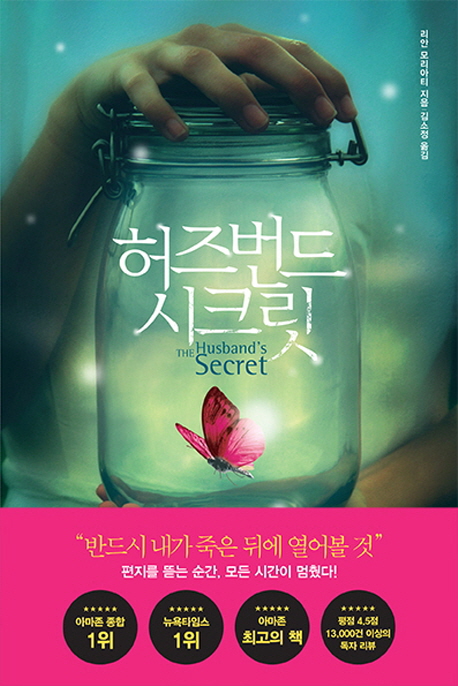 리안 모리아티 지음·김소정 옮김
허즈번드
시크릿
THE Husband's
Secret
“반드시 내가 죽은 뒤에 열어볼 것”
편지를 뜯는 순간, 모든 시간이 멈췄다!
★★★★★
아마존 종합
1위
★★★★★
뉴욕타임스
1위
★★★★★
아마존
최고의 책
★★★★★
평점 4.5점
13,000건 이상의
독자 리뷰